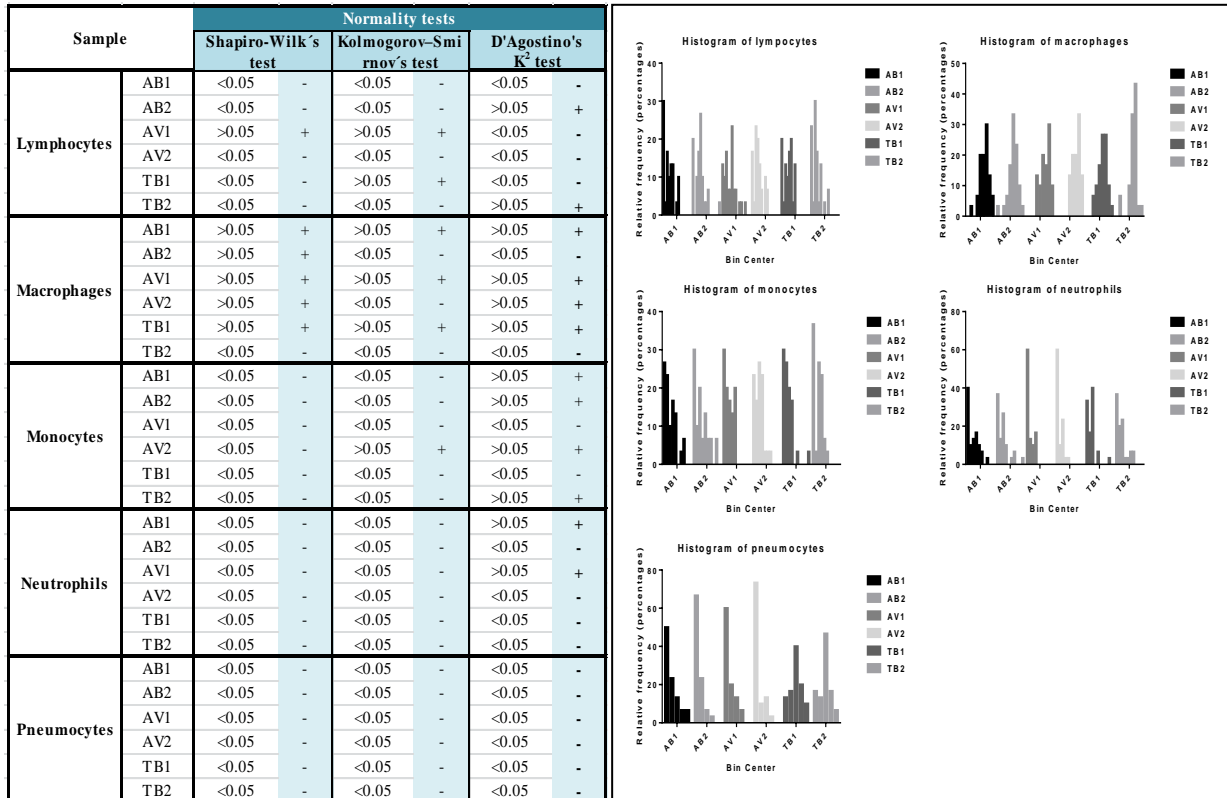 Normality tests
Sample
Shapiro-Wilk´s test
Kolmogorov–Smi rnov´s test
D'Agostino's K² test
Lymphocytes
AB1 <0.05 - <0.05 - <0.05 -
AB2 <0.05 - <0.05 - >0.05 +
AV1 >0.05 + >0.05 + <0.05 -
AV2 <0.05 - <0.05 - <0.05 -
TB1 <0.05 - >0.05 + <0.05 -
TB2 <0.05 - <0.05 - >0.05 +
Macrophages
AB1 >0.05 + >0.05 + >0.05 +
AB2 >0.05 + <0.05 - <0.05 -
AV1 >0.05 + >0.05 + >0.05 +
AV2 >0.05 + <0.05 - >0.05 +
TB1 >0.05 + >0.05 + >0.05 +
TB2 <0.05 - <0.05 - <0.05 -
Monocytes
AB1 <0.05 - <0.05 - >0.05 +
AB2 <0.05 - <0.05 - >0.05 +
AV1 <0.05 - <0.05 - <0.05 -
AV2 <0.05 - >0.05 + >0.05 +
TB1 <0.05 - <0.05 - <0.05 -
TB2 <0.05 - <0.05 - >0.05 +
Neutrophils
AB1 <0.05 - <0.05 - >0.05 +
AB2 <0.05 - <0.05 - <0.05 -
AV1 <0.05 - <0.05 - >0.05 +
AV2 <0.05 - <0.05 - <0.05 -
TB1 <0.05 - <0.05 - <0.05 -
TB2 <0.05 - <0.05 - <0.05 -
Pneumocytes
AB1 <0.05 - <0.05 - <0.05 -
AB2 <0.05 - <0.05 - <0.05 -
AV1 <0.05 - <0.05 - <0.05 -
AV2 <0.05 - <0.05 - <0.05 -
TB1 <0.05 - <0.05 - <0.05 -
TB2 <0.05 - <0.05 - <0.05 -
Histogram of lympocytes
Relative frequency (percentages)
40
30
20
10
0
AB1 AB2 AV1 AV2 TB1 TB2
Bin Center
AB1
AB2
AV1
AV2
TB1
TB2
Histogram of macrophages
Relative frequency (percentages)
50
40
30
20
10
0
AB1 AB2 AV1 AV2 TB1 TB2
Bin Center
AB1
AB2
AV1
AV2
TB1
TB2
Histogram of monocytes
Relative frequency (percentages)
40
30
20
10
0
AB1 AB2 AV1 AV2 TB1 TB2
Bin Center
AB1
AB2
AV1
AV2
TB1
TB2
Histogram of neutrophils
Relative frequency (percentages)
80
60
40
20
0
AB1 AB2 AV1 AV2 TB1 TB2
Bin Center
AB1
AB2
AV1
AV2
TB1
TB2
Histogram of pneumocytes
Relative frequency (percentages)
80
60
40
20
0
AB1 AB2 AV1 AV2 TB1 TB2
Bin Center
AB1
AB2
AV1
AV2
TB1
TB2